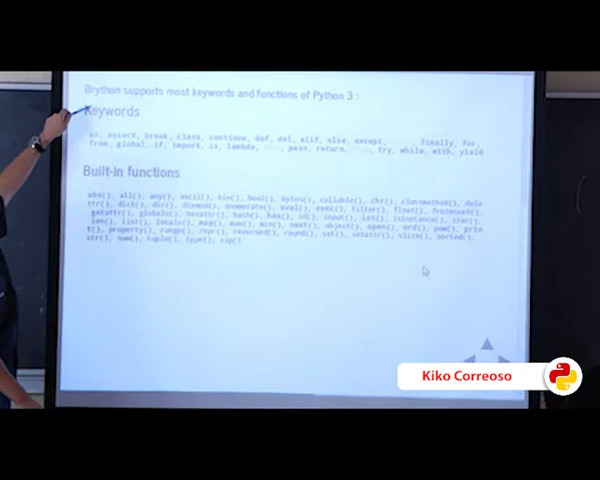 Brython supports most keywords and functions of Python 3 :
Keywords
as, assert, break, class, continue, def, del, elif, else, except, finally, for,
from, global, if, import, is, lambda, pass, return, try, while, with, yield
Built-in functions
abs(), all(), any(), ascii(), bin(), bool(), bytes(), callable(), chr(), classmethod(), dela
ttr(), dict(), dir(), divmod(), enumerate(), eval(), exec(), filter(), float(), frozenset(),
getattr(), globals(), hasattr(), hash(), hex(), id(), input(), int(), isinstance(), iter(),
len(), list(), locals(), map(), max(), min(), next(), object(), open(), ord(), pow(), prin
t(), property(), range(), repr(), reversed(), round(), set(), setattr(), slice(), sorted(),
str(), sum(), tuple(), type(), zip()
Kiko Correoso